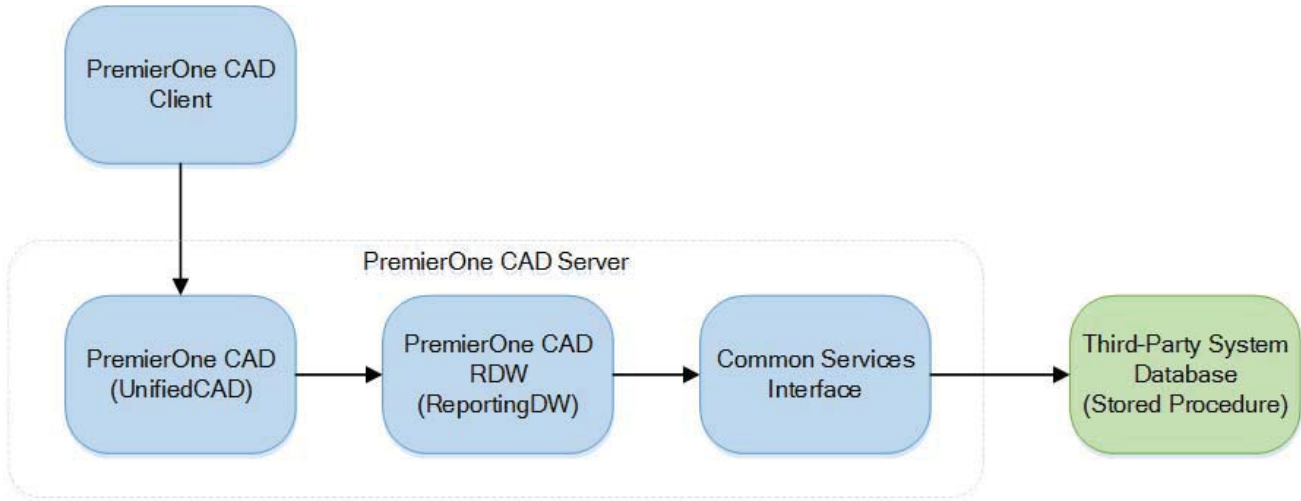 PremierOne CAD
Client
PremierOne CAD Server
PremierOne CAD
(UnifiedCAD)
PremierOne CAD
RDW
(ReportingDW)
Common Services
Interface
Third-Party System
Database
(Stored Procedure)